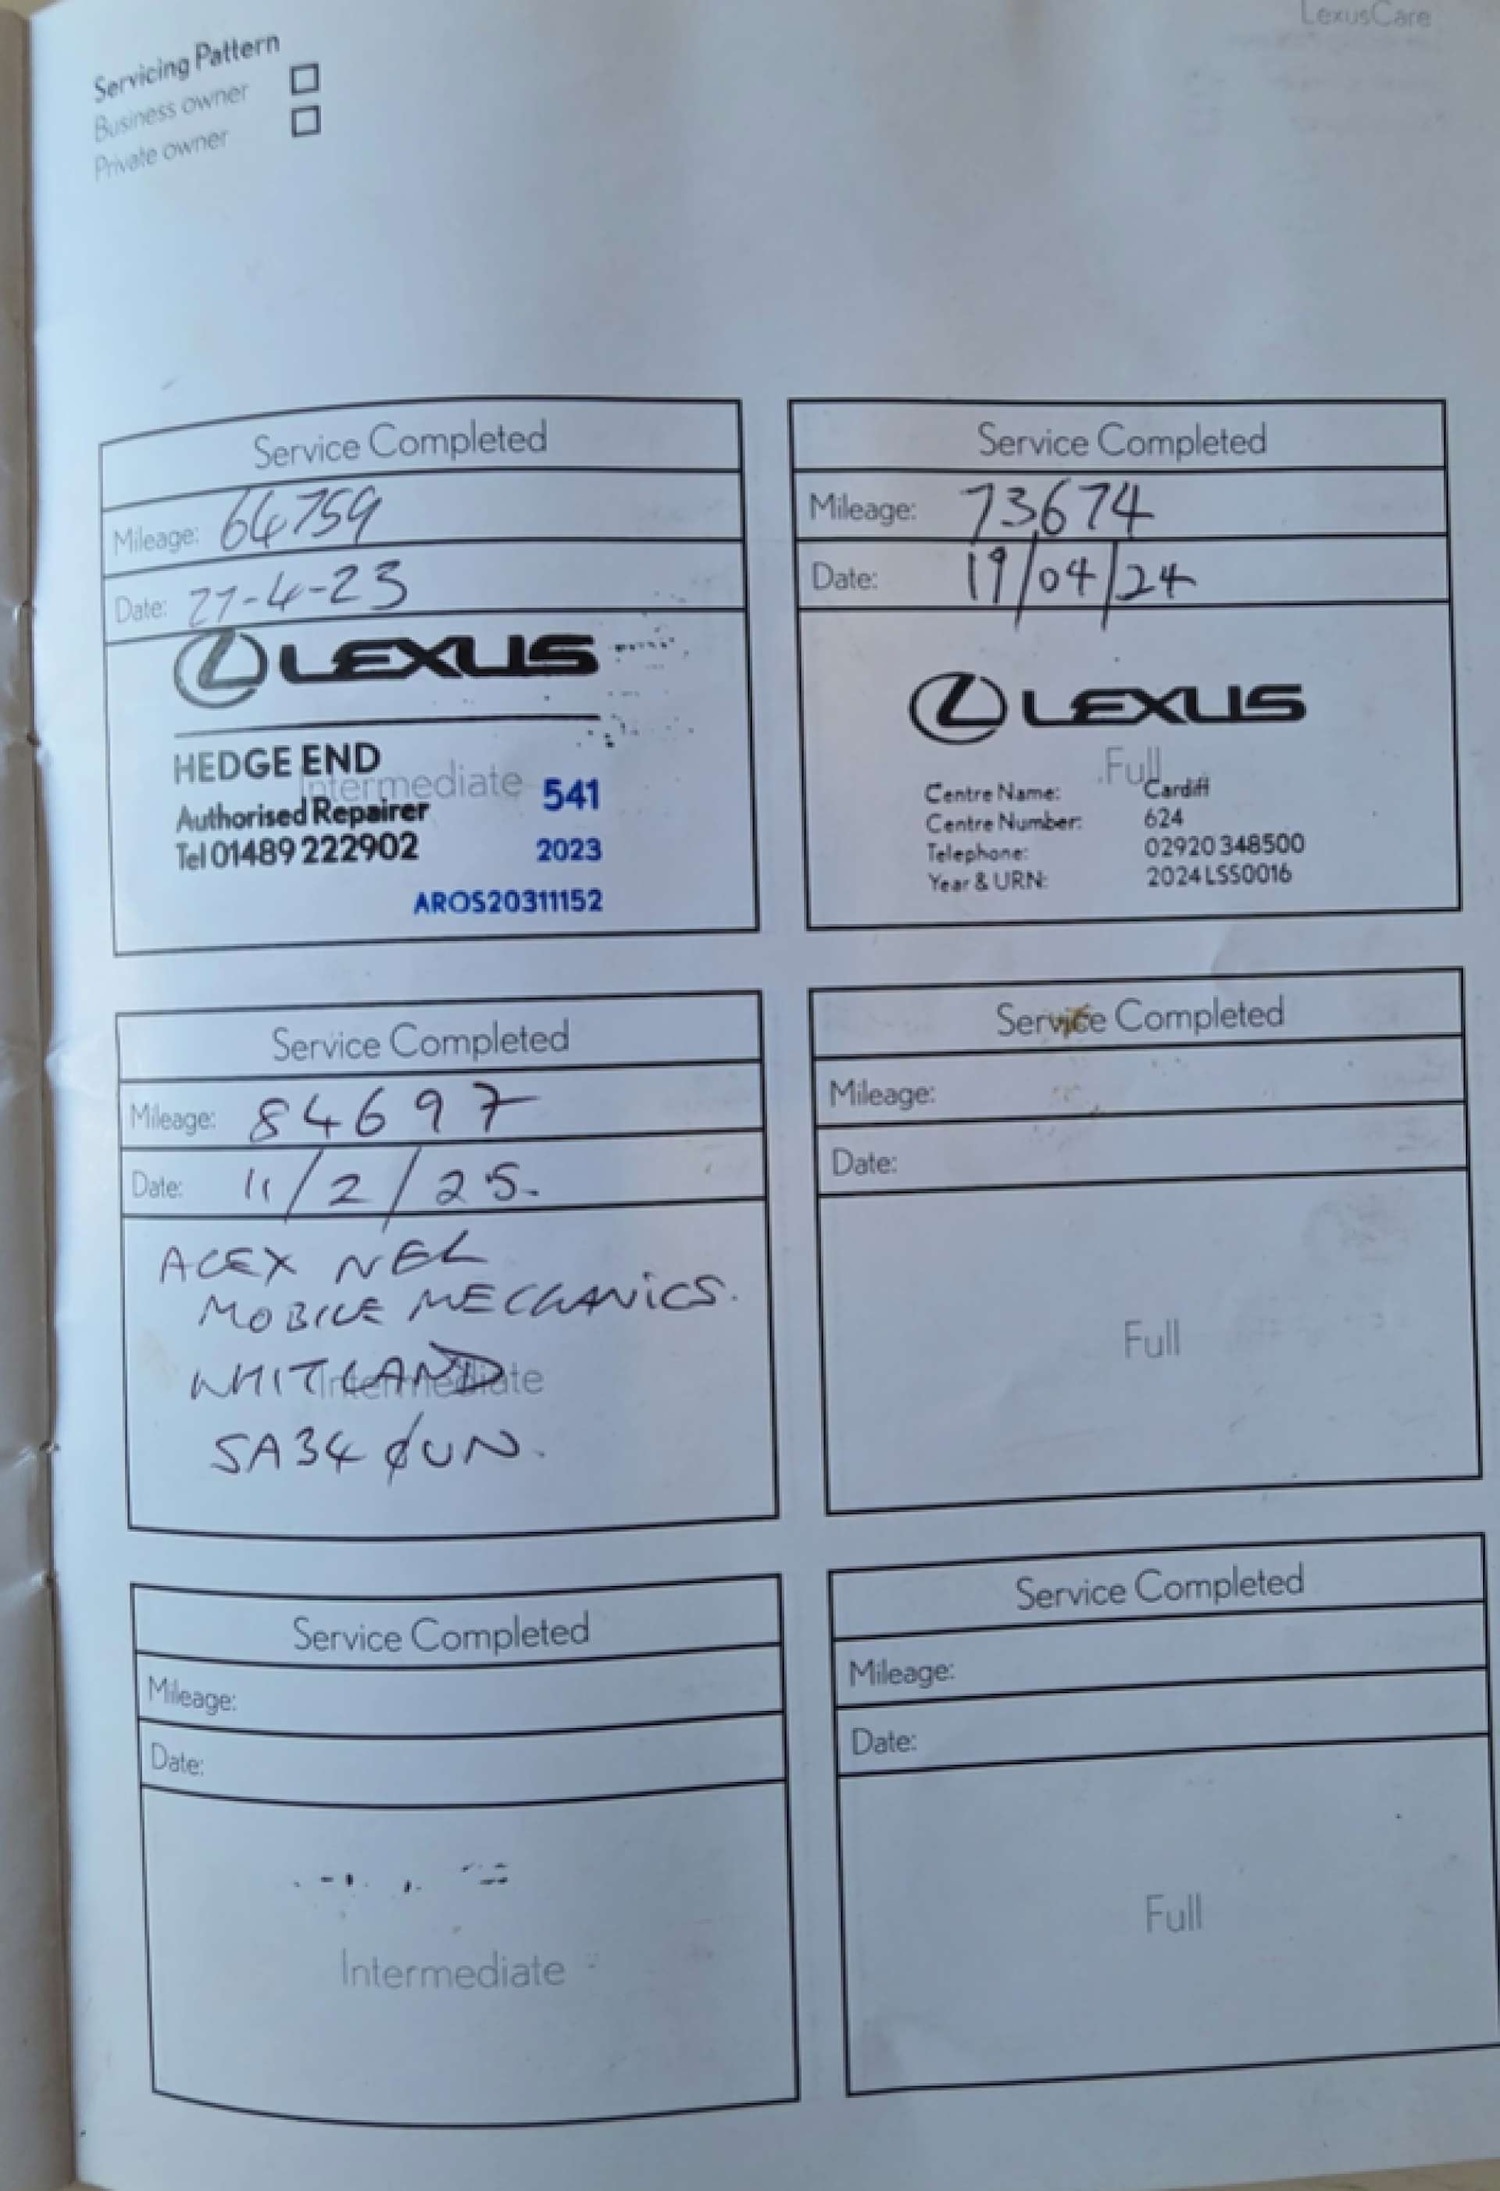 LexusCare
Servicing Pattern
Business owner
Private owner
Service Completed
Mileage: 64759
Date: 27-4-23
LEXUS
HEDGE END
Intermediate
541
Authorised Repairer
Tel 01489 222902
2023
AROS20311152
Service Completed
Mileage: 73674
Date: 19/04/24
LEXUS
Full
Centre Name: Cardiff
Centre Number: 624
Telephone: 02920 348500
Year & URN: 2024LSS0016
Service Completed
Mileage: 84697
Date: 11/2/25.
ALEX NEL
MOBILE MECHANICS.
WHITLAND
Intermediate
SA34 0UN.
Service Completed
Mileage:
Date:
Full
Service Completed
Mileage:
Date:
Intermediate
Service Completed
Mileage:
Date:
Full